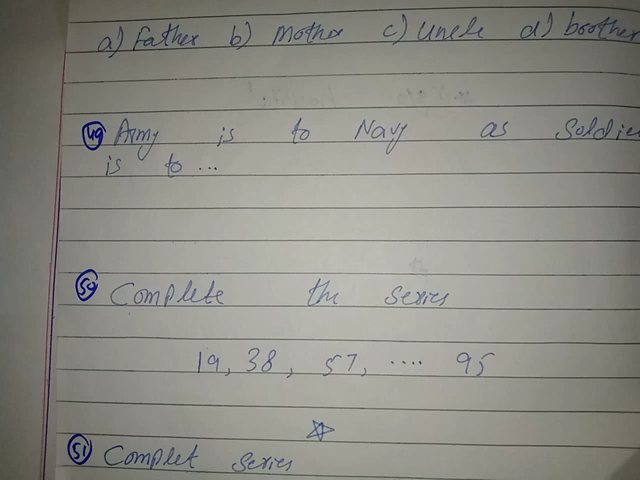 a) Father b) Mother c) Uncle d) brother
49 Army is to Navy as Soldier
is to ...
50 Complete the series
19, 38, 57, .... 95
51 Complet series